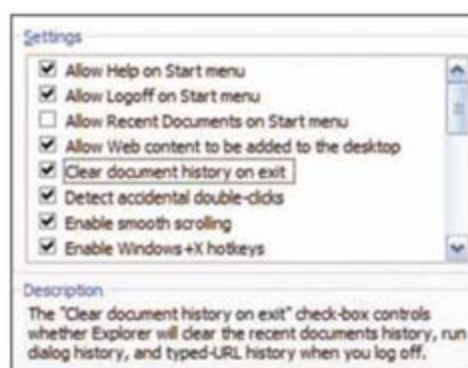 Settings
Allow Help on Start menu
Allow Logoff on Start menu
Allow Recent Documents on Start menu
Allow Web content to be added to the desktop
Clear document history on exit
Detect accidental double-clicks
Enable smooth scrolling
Enable Windows+X hotkeys
Description
The "Clear document history on exit" check-box controls
whether Explorer will clear the recent documents history, run
dialog history, and typed-URL history when you log off.